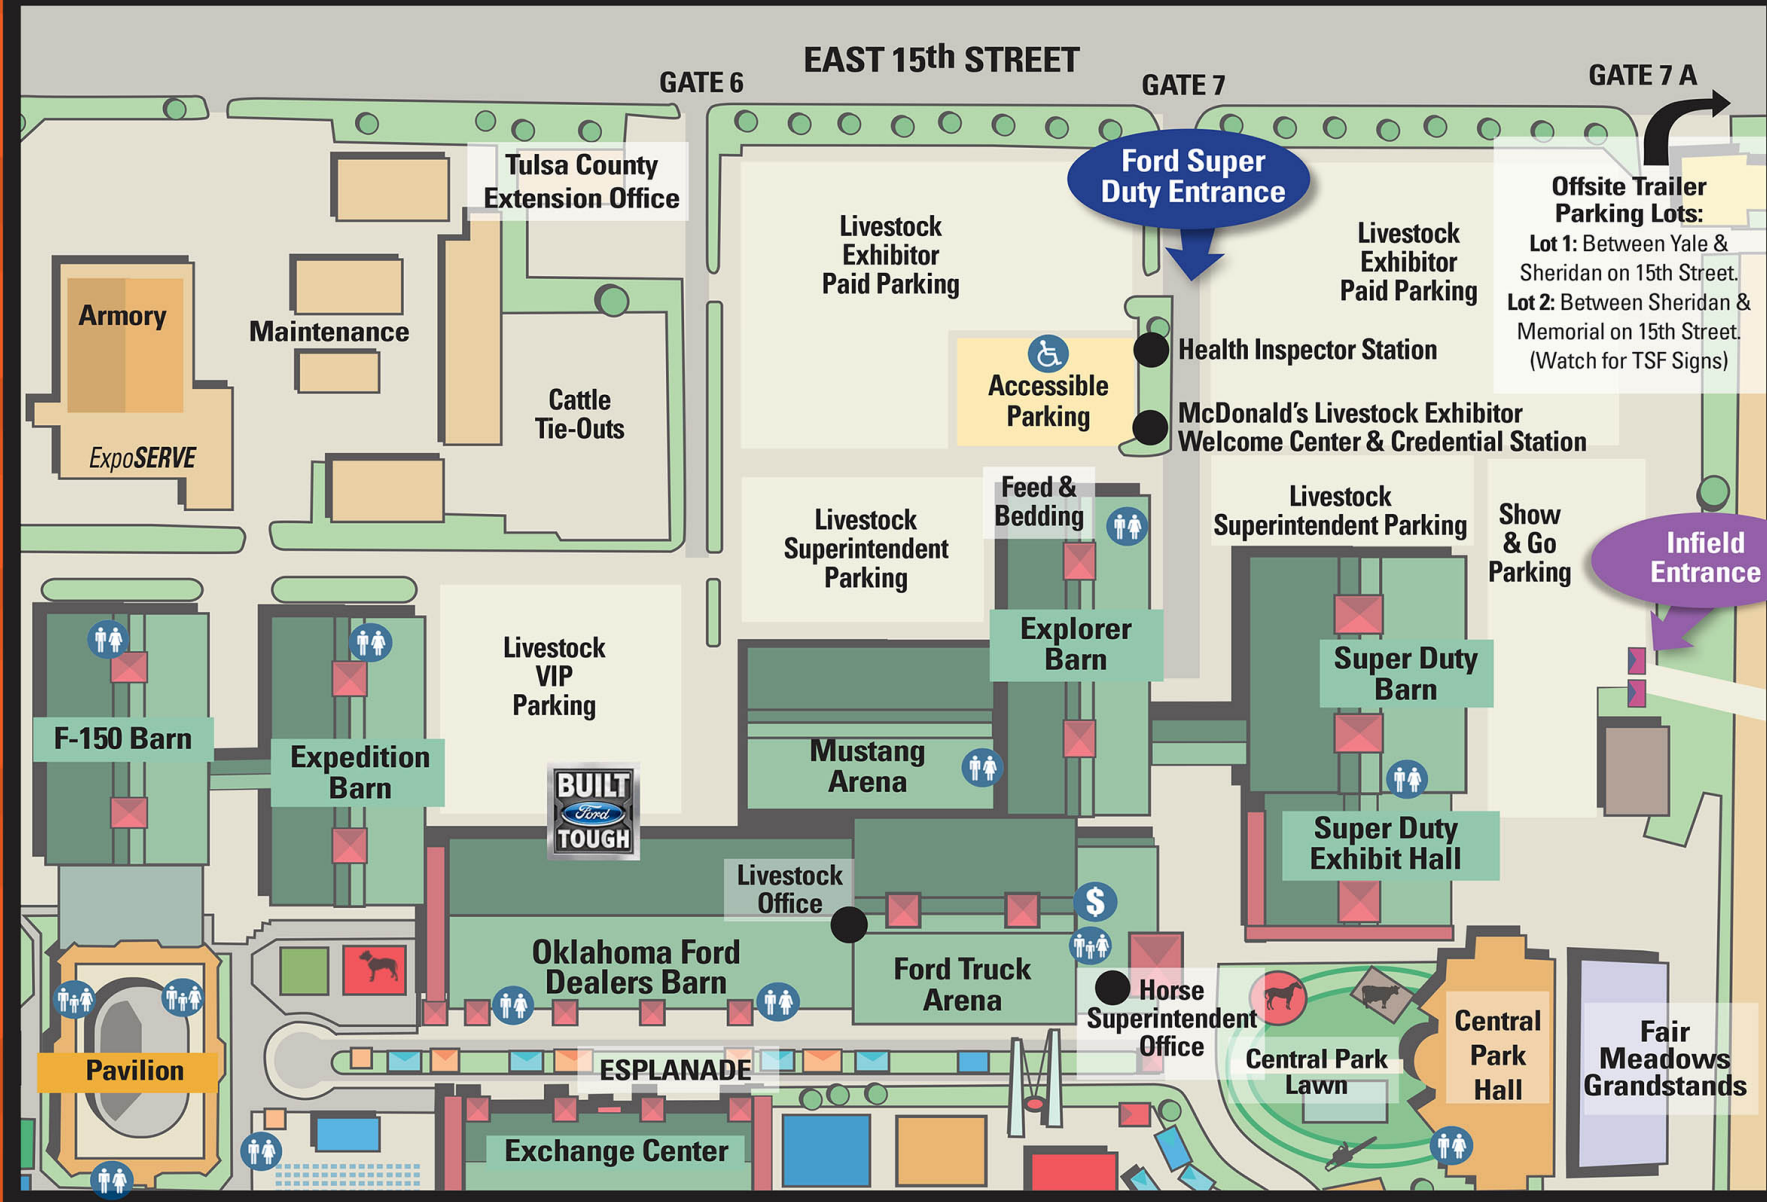 EAST 15th STREET
GATE 6
GATE 7
GATE 7 A
Tulsa County
Extension Office
Ford Super
Duty Entrance
Offsite Trailer
Parking Lots:
Lot 1: Between Yale &
Sheridan on 15th Street.
Lot 2: Between Sheridan &
Memorial on 15th Street.
(Watch for TSF Signs)
Livestock
Exhibitor
Paid Parking
Livestock
Exhibitor
Paid Parking
Armory
ExpoSERVE
Maintenance
Cattle
Tie-Outs
Accessible
Parking
Health Inspector Station
McDonald's Livestock Exhibitor
Welcome Center & Credential Station
Feed &
Bedding
Livestock
Superintendent
Parking
Livestock
Superintendent Parking
Show
& Go
Parking
Infield
Entrance
Livestock
VIP
Parking
Explorer
Barn
Super Duty
Barn
F-150 Barn
Expedition
Barn
Mustang
Arena
BUILT
Ford
TOUGH
Super Duty
Exhibit Hall
Livestock
Office
$
Oklahoma Ford
Dealers Barn
Ford Truck
Arena
Horse
Superintendent
Office
Central Park
Lawn
Central
Park
Hall
Fair
Meadows
Grandstands
Pavilion
ESPLANADE
Exchange Center